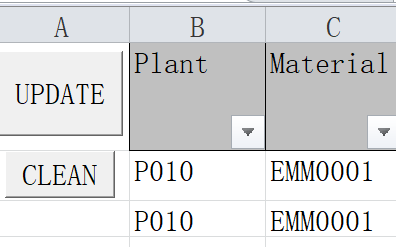 A B C
Plant Material
UPDATE
CLEAN P010 EMM0001
P010 EMM0001